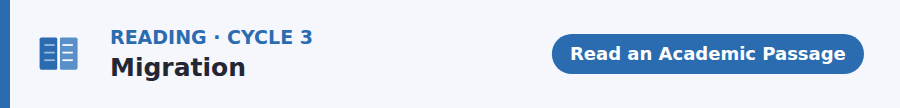 READING · CYCLE 3
Migration
Read an Academic Passage